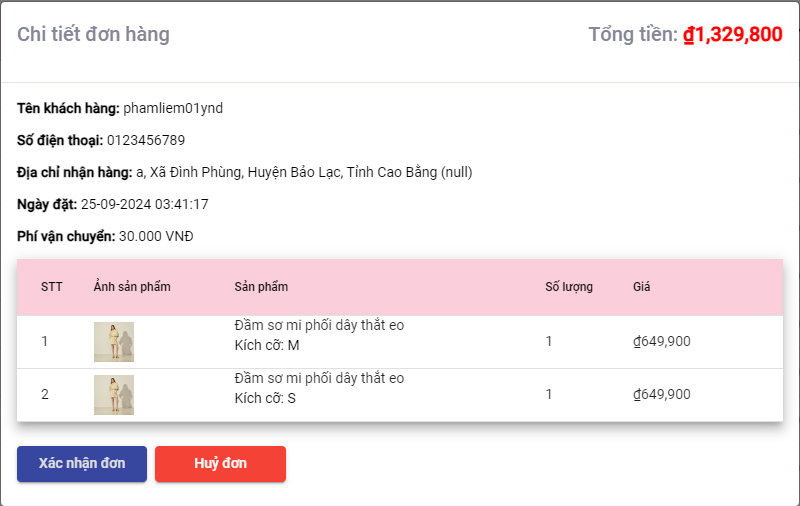 Chi tiết đơn hàng
Tổng tiền: ₫1,329,800
Tên khách hàng: phamliem01ynd
Số điện thoại: 0123456789
Địa chỉ nhận hàng: a, Xã Đình Phùng, Huyện Bảo Lạc, Tỉnh Cao Bằng (null)
Ngày đặt: 25-09-2024 03:41:17
Phí vận chuyển: 30.000 VNĐ
STT Ảnh sản phẩm Sản phẩm Số lượng Giá
1 Đầm sơ mi phối dây thắt eo 1 ₫649,900
Kích cỡ: M
2 Đầm sơ mi phối dây thắt eo 1 ₫649,900
Kích cỡ: S
Xác nhận đơn Huỷ đơn